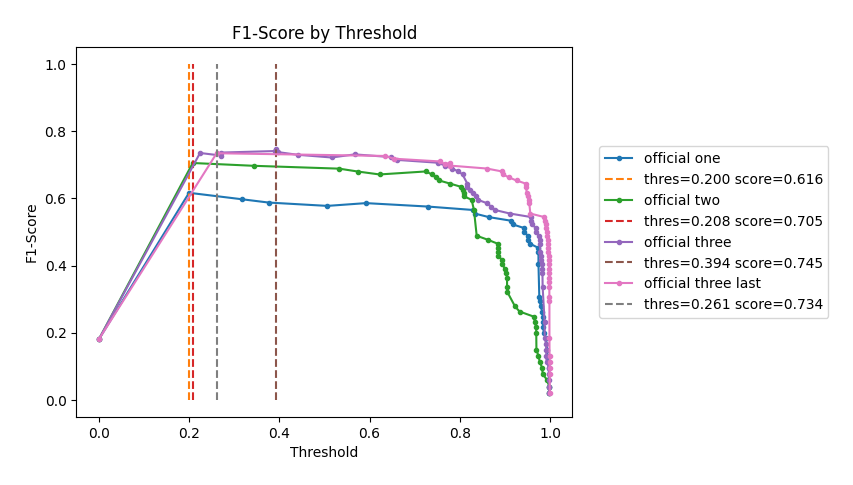 F1-Score by Threshold
F1-Score
1.0
0.8
0.6
0.4
0.2
0.0
0.0 0.2 0.4 0.6 0.8 1.0
Threshold
official one
thres=0.200 score=0.616
official two
thres=0.208 score=0.705
official three
thres=0.394 score=0.745
official three last
thres=0.261 score=0.734